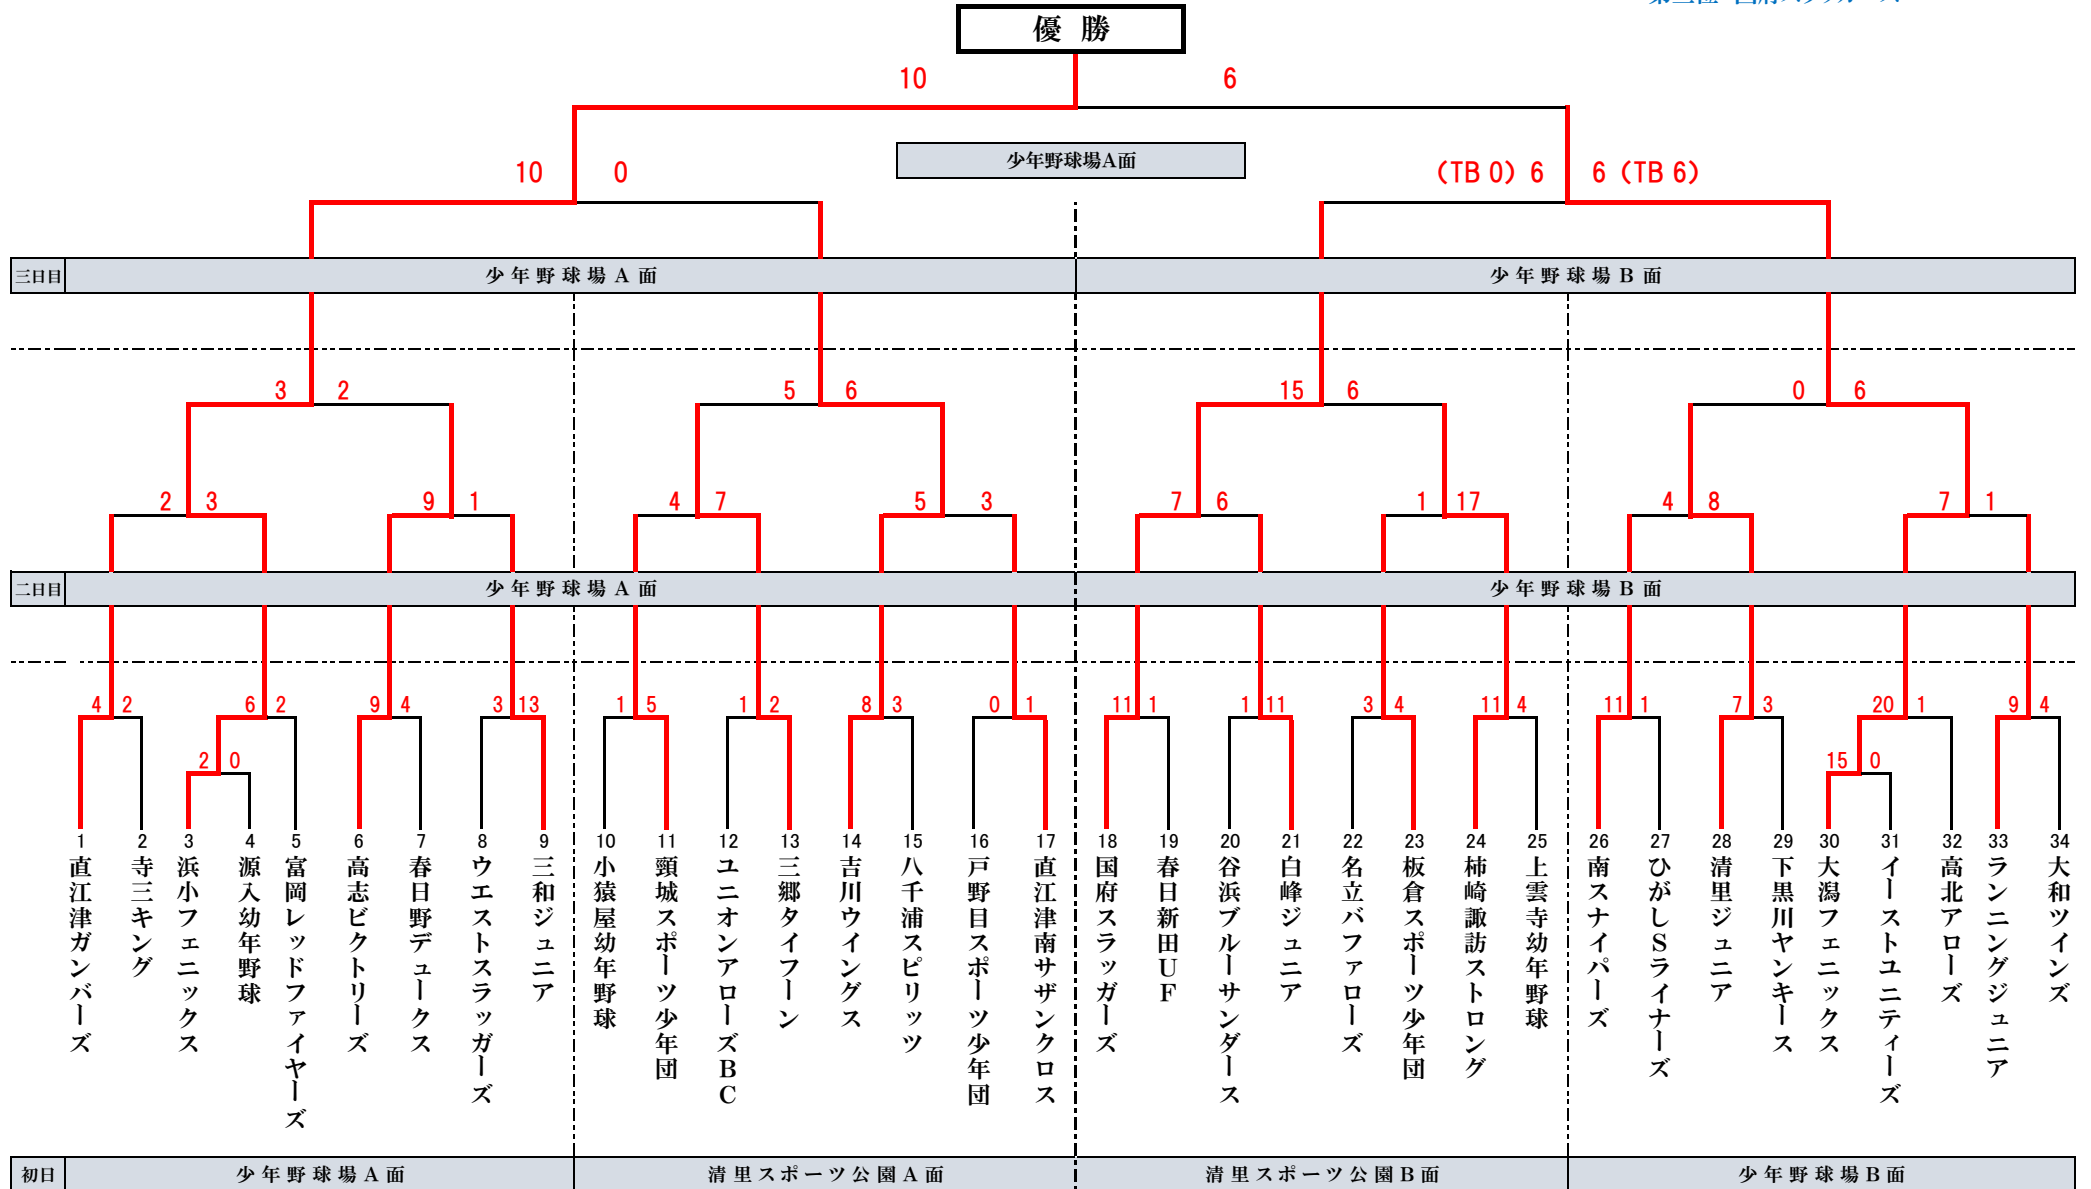 優勝
10 6
少年野球場A面
10 0 (TB 0) 6 6 (TB 6)
三日目 少年野球場A面 少年野球場B面
3 2 5 6 15 6 0 6
2 3 9 1 4 7 5 3 7 6 1 17 4 8 7 1
二日目 少年野球場A面 少年野球場B面
4 2 6 2 9 4 3 13 1 5 1 2 8 3 0 1 11 1 1 11 3 4 11 4 11 1 7 3 20 1 9 4
2 0 15 0
1 直江津ガンバーズ
2 寺三キング
3 浜小フェニックス
4 源入幼年野球
5 富岡レッドファイヤーズ
6 高志ビクトリーズ
7 春日野デュークス
8 ウエストスラッガーズ
9 三和ジュニア
10 小猿屋幼年野球
11 頸城スポーツ少年団
12 ユニオンアローズBC
13 三郷タイフーン
14 吉川ウイングス
15 八千浦スピリッツ
16 戸野目スポーツ少年団
17 直江津南サザンクロス
18 国府スラッガーズ
19 春日新田UF
20 谷浜ブルーサンダース
21 白峰ジュニア
22 名立バファローズ
23 板倉スポーツ少年団
24 柿崎諏訪ストロング
25 上雲寺幼年野球
26 南スナイパーズ
27 ひがしSライナーズ
28 清里ジュニア
29 下黒川ヤンキース
30 大潟フェニックス
31 イーストユニティーズ
32 高北アローズ
33 ランニングジュニア
34 大和ツインズ
初日 少年野球場A面 清里スポーツ公園A面 清里スポーツ公園B面 少年野球場B面